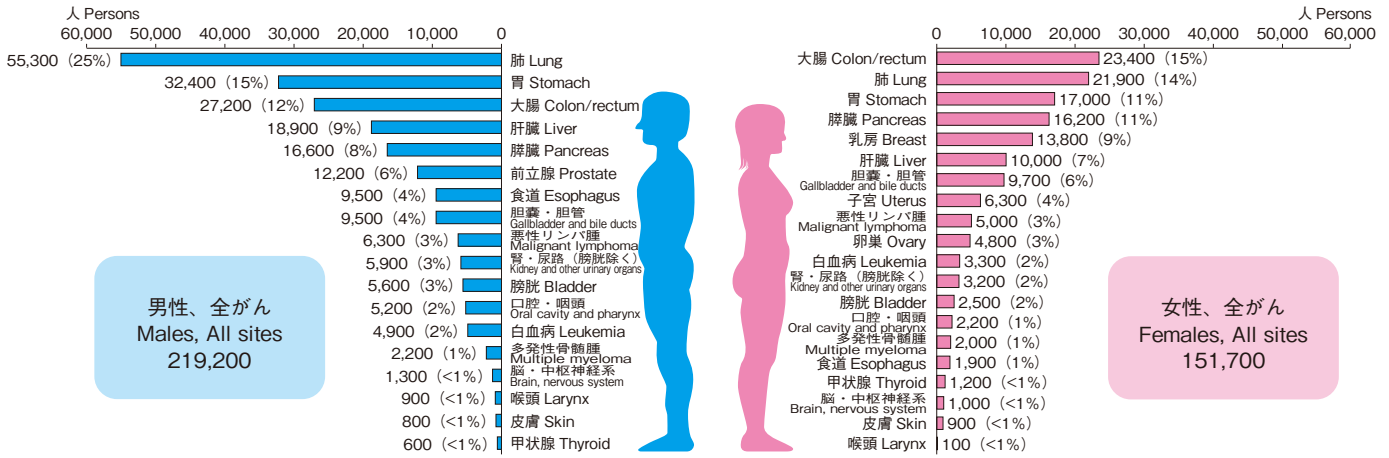 人 Persons
60,000 50,000 40,000 30,000 20,000 10,000 0
55,300（25%） 肺 Lung
32,400（15%） 胃 Stomach
27,200（12%） 大腸 Colon/rectum
18,900（9%） 肝臓 Liver
16,600（8%） 膵臓 Pancreas
12,200（6%） 前立腺 Prostate
9,500（4%） 食道 Esophagus
9,500（4%） 胆嚢・胆管
Gallbladder and bile ducts
6,300（3%） 悪性リンパ腫
Malignant lymphoma
5,900（3%） 腎・尿路（膀胱除く）
Kidney and other urinary organs
5,600（3%） 膀胱 Bladder
5,200（2%） 口腔・咽頭
Oral cavity and pharynx
4,900（2%） 白血病 Leukemia
2,200（1%） 多発性骨髄腫
Multiple myeloma
1,300（<1%） 脳・中枢神経系
Brain, nervous system
900（<1%） 喉頭 Larynx
800（<1%） 皮膚 Skin
600（<1%） 甲状腺 Thyroid
男性、全がん
Males, All sites
219,200
人 Persons
0 10,000 20,000 30,000 40,000 50,000 60,000
大腸 Colon/rectum 23,400（15%）
肺 Lung 21,900（14%）
胃 Stomach 17,000（11%）
膵臓 Pancreas 16,200（11%）
乳房 Breast 13,800（9%）
肝臓 Liver 10,000（7%）
胆嚢・胆管 9,700（6%）
Gallbladder and bile ducts
子宮 Uterus 6,300（4%）
悪性リンパ腫 5,000（3%）
Malignant lymphoma
卵巣 Ovary 4,800（3%）
白血病 Leukemia 3,300（2%）
腎・尿路（膀胱除く） 3,200（2%）
Kidney and other urinary organs
膀胱 Bladder 2,500（2%）
口腔・咽頭 2,200（1%）
Oral cavity and pharynx
多発性骨髄腫 2,000（1%）
Multiple myeloma
食道 Esophagus 1,900（1%）
甲状腺 Thyroid 1,200（<1%）
脳・中枢神経系 1,000（<1%）
Brain, nervous system
皮膚 Skin 900（<1%）
喉頭 Larynx 100（<1%）
女性、全がん
Females, All sites
151,700